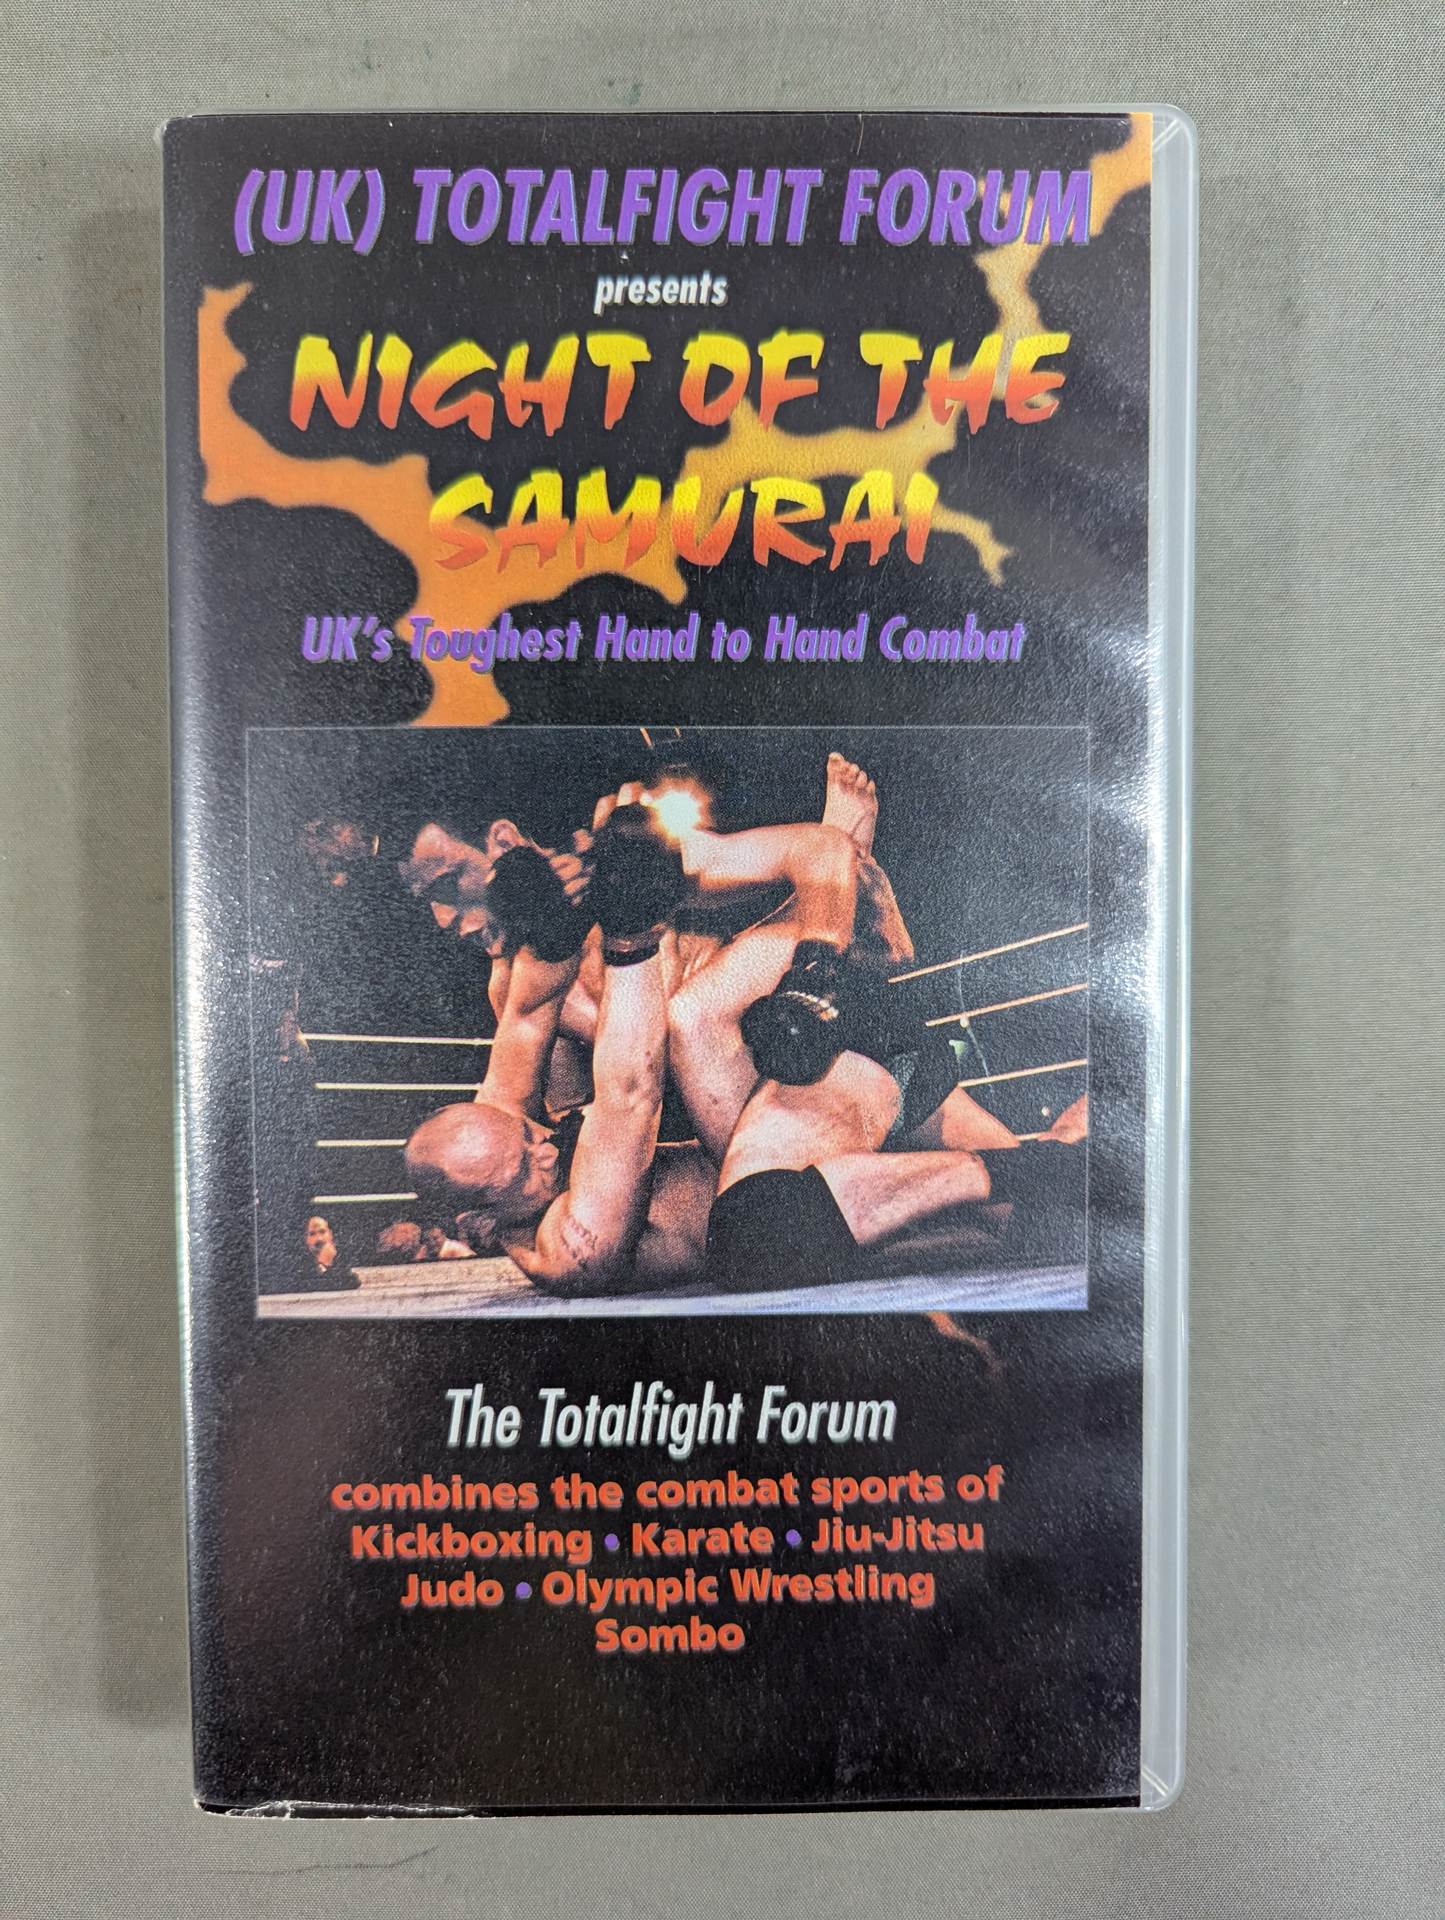 (UK) TOTALFIGHT FORUM
presents
NIGHT OF THE
SAMURAI
UK's Toughest Hand to Hand Combat
The Totalfight Forum
combines the combat sports of
Kickboxing • Karate • Jiu-Jitsu
Judo • Olympic Wrestling
Sombo